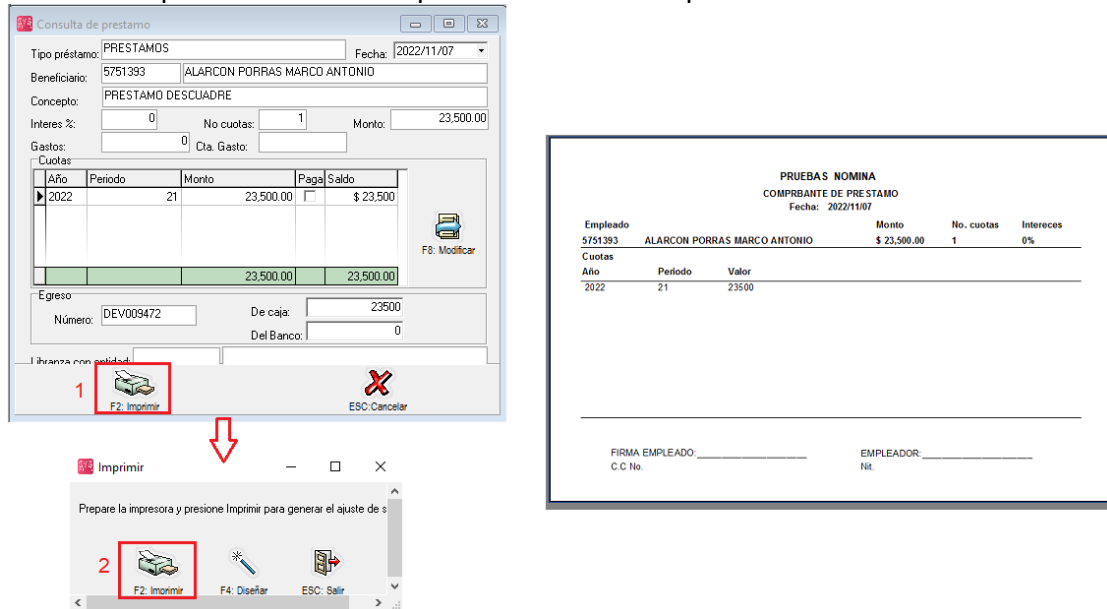 Consulta de prestamo
Tipo préstamo: PRESTAMOS Fecha: 2022/11/07
Beneficiario: 5751393 ALARCON PORRAS MARCO ANTONIO
Concepto: PRESTAMO DESCUADRE
Interes %: 0 No cuotas: 1 Monto: 23,500.00
Gastos: 0 Cta. Gasto:
Cuotas
Año Periodo Monto Paga Saldo
2022 21 23,500.00 $ 23,500
F8: Modificar
23,500.00 23,500.00
Egreso
Número: DEV009472 De caja: 23500
Del Banco: 0
Libranza con entidad:
1 F2: Imprimir ESC:Cancelar
Imprimir
Prepare la impresora y presione Imprimir para generar el ajuste de s
2 F2: Imprimir F4: Diseñar ESC: Salir
PRUEBAS NOMINA
COMPRBANTE DE PRESTAMO
Fecha: 2022/11/07
Empleado Monto No. cuotas Intereces
5751393 ALARCON PORRAS MARCO ANTONIO $ 23,500.00 1 0%
Cuotas
Año Periodo Valor
2022 21 23500
FIRMA EMPLEADO:____________________ EMPLEADOR:____________________
C.C No. Nit.